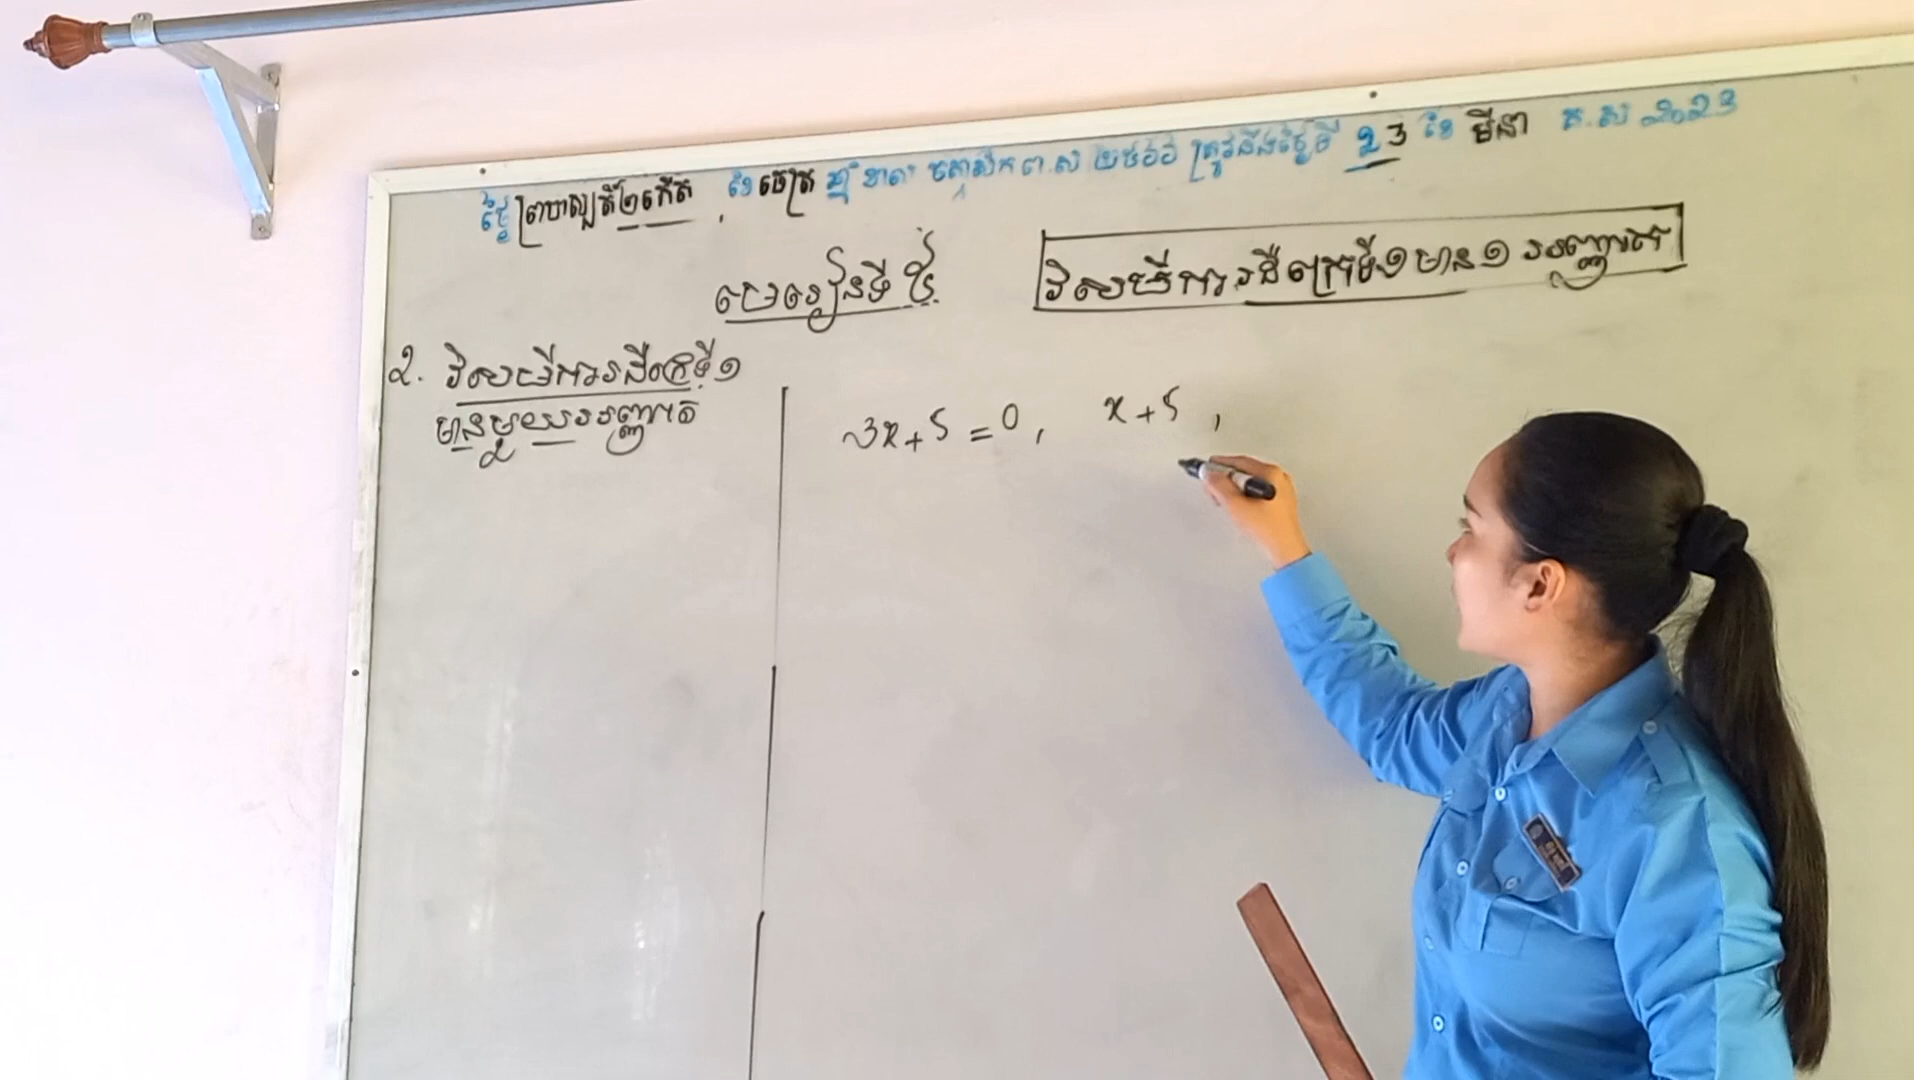 ថ្ងៃ ព្រហស្បតិ៍ ២កើត ខែ ចេត្រ ឆ្នាំ ខាល ចត្វាស័ក ព.ស ២៥៦៦ ត្រូវនឹងថ្ងៃទី 23 ខែ មីនា គ.ស 2023
មេរៀនទី ៥ វិសមីការដឺក្រេទី១មាន១ អញ្ញាត
2. វិសមីការដឺក្រេទី១
មានមួយអញ្ញាត
3x+5=0, x+5,